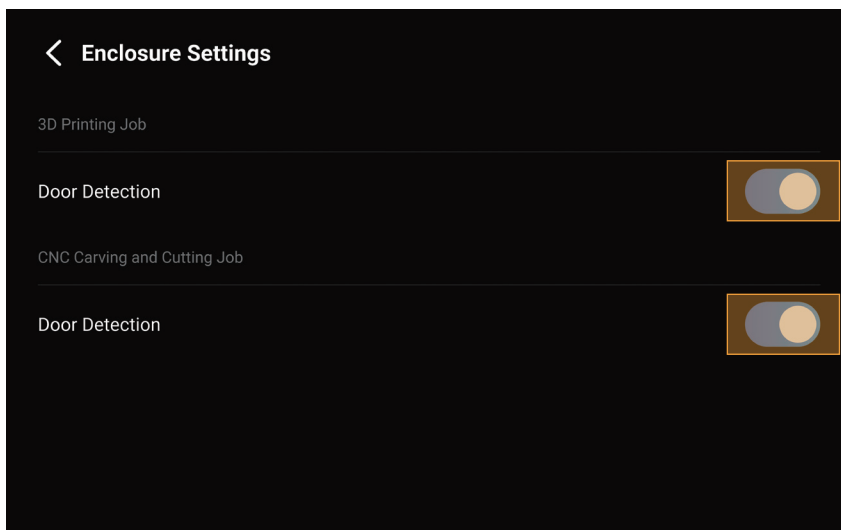 Enclosure Settings
3D Printing Job
Door Detection
CNC Carving and Cutting Job
Door Detection